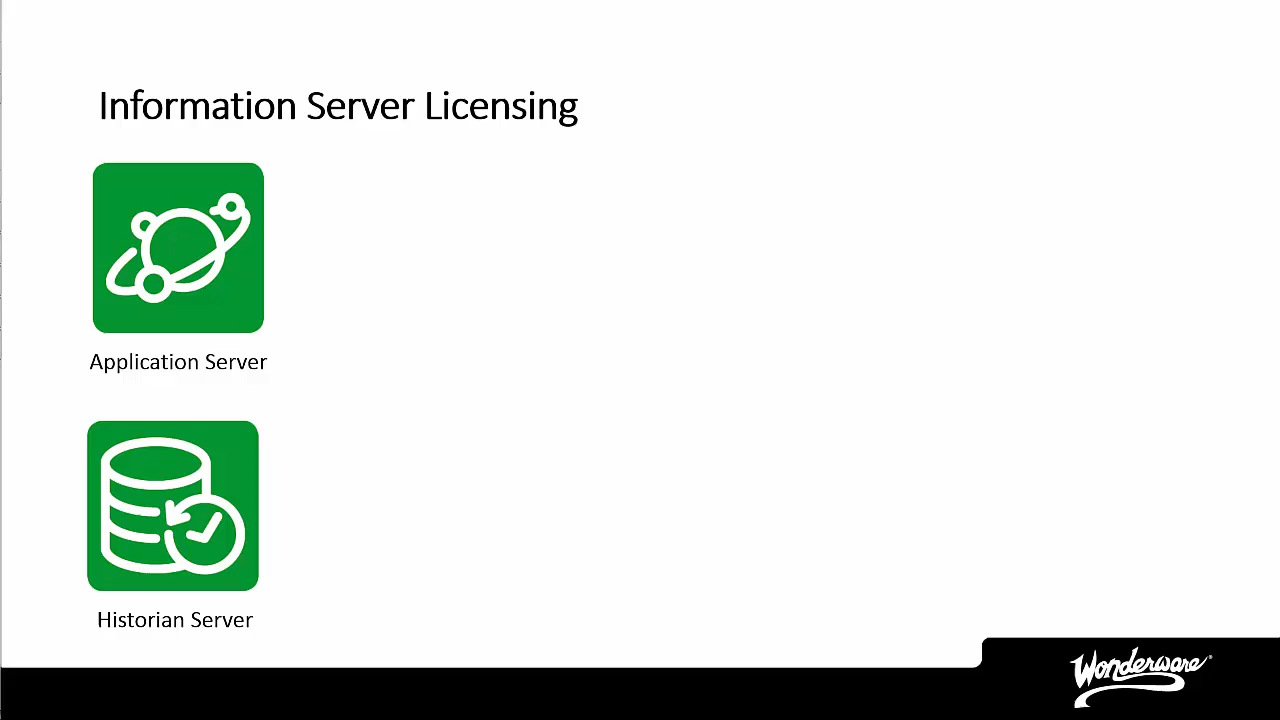 Information Server Licensing
Application Server
Historian Server
Wonderware®